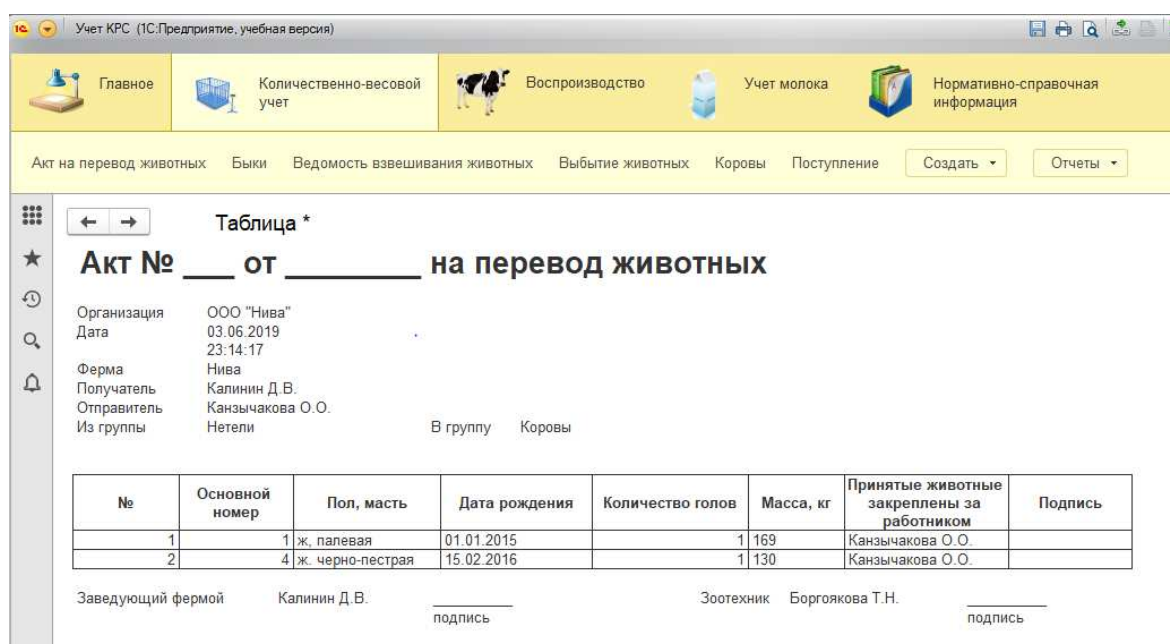 Учет КРС (1С:Предприятие, учебная версия)
Главное
Количественно-весовой
учет
Воспроизводство
Учет молока
Нормативно-справочная
информация
Акт на перевод животных Быки Ведомость взвешивания животных Выбытие животных Коровы Поступление Создать Отчеты
Таблица *
Акт № ___ от _________ на перевод животных
Организация ООО "Нива"
Дата 03.06.2019
23:14:17
Ферма Нива
Получатель Калинин Д.В.
Отправитель Канзычакова О.О.
Из группы Нетели В группу Коровы
№ Основной номер Пол, масть Дата рождения Количество голов Масса, кг Принятые животные закреплены за работником Подпись
1 1 ж, палевая 01.01.2015 1 169 Канзычакова О.О.
2 4 ж. черно-пестрая 15.02.2016 1 130 Канзычакова О.О.
Заведующий фермой Калинин Д.В. ________ Зоотехник Боргоякова Т.Н. ________
подпись подпись